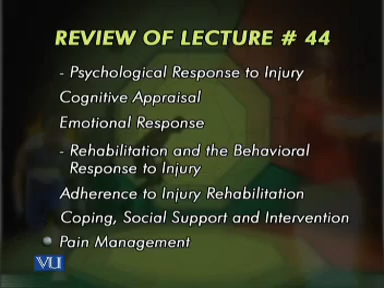 REVIEW OF LECTURE # 44
- Psychological Response to Injury
Cognitive Appraisal
Emotional Response
- Rehabilitation and the Behavioral
Response to Injury
Adherence to Injury Rehabilitation
Coping, Social Support and Intervention
Pain Management
VU